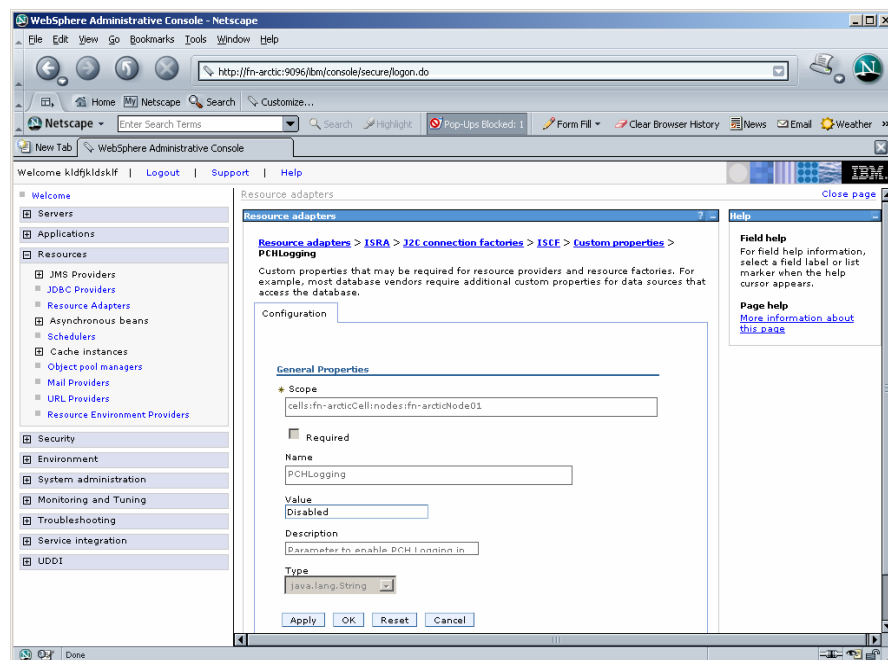 WebSphere Administrative Console - Netscape
File Edit View Go Bookmarks Tools Window Help
http://fn-arctic:9096/ibm/console/secure/logon.do
Home My Netscape Search Customize...
Netscape Enter Search Terms Search Highlight Pop-Ups Blocked: 1 Form Fill Clear Browser History News Email Weather »
New Tab WebSphere Administrative Console
Welcome kldfjkldsklf | Logout | Support | Help IBM.
Welcome
Servers
Applications
Resources
JMS Providers
JDBC Providers
Resource Adapters
Asynchronous beans
Schedulers
Cache instances
Object pool managers
Mail Providers
URL Providers
Resource Environment Providers
Security
Environment
System administration
Monitoring and Tuning
Troubleshooting
Service integration
UDDI
Resource adapters Close page
Resource adapters ? -
Resource adapters > ISRA > J2C connection factories > ISCF > Custom properties >
PCHLogging
Custom properties that may be required for resource providers and resource factories. For
example, most database vendors require additional custom properties for data sources that
access the database.
Configuration
General Properties
* Scope
cells:fn-arcticCell:nodes:fn-arcticNode01
Required
Name
PCHLogging
Value
Disabled
Description
Parameter to enable PCH Logging in
Type
java.lang.String
Apply OK Reset Cancel
Help -
Field help
For field help information,
select a field label or list
marker when the help
cursor appears.
Page help
More information about
this page
Done